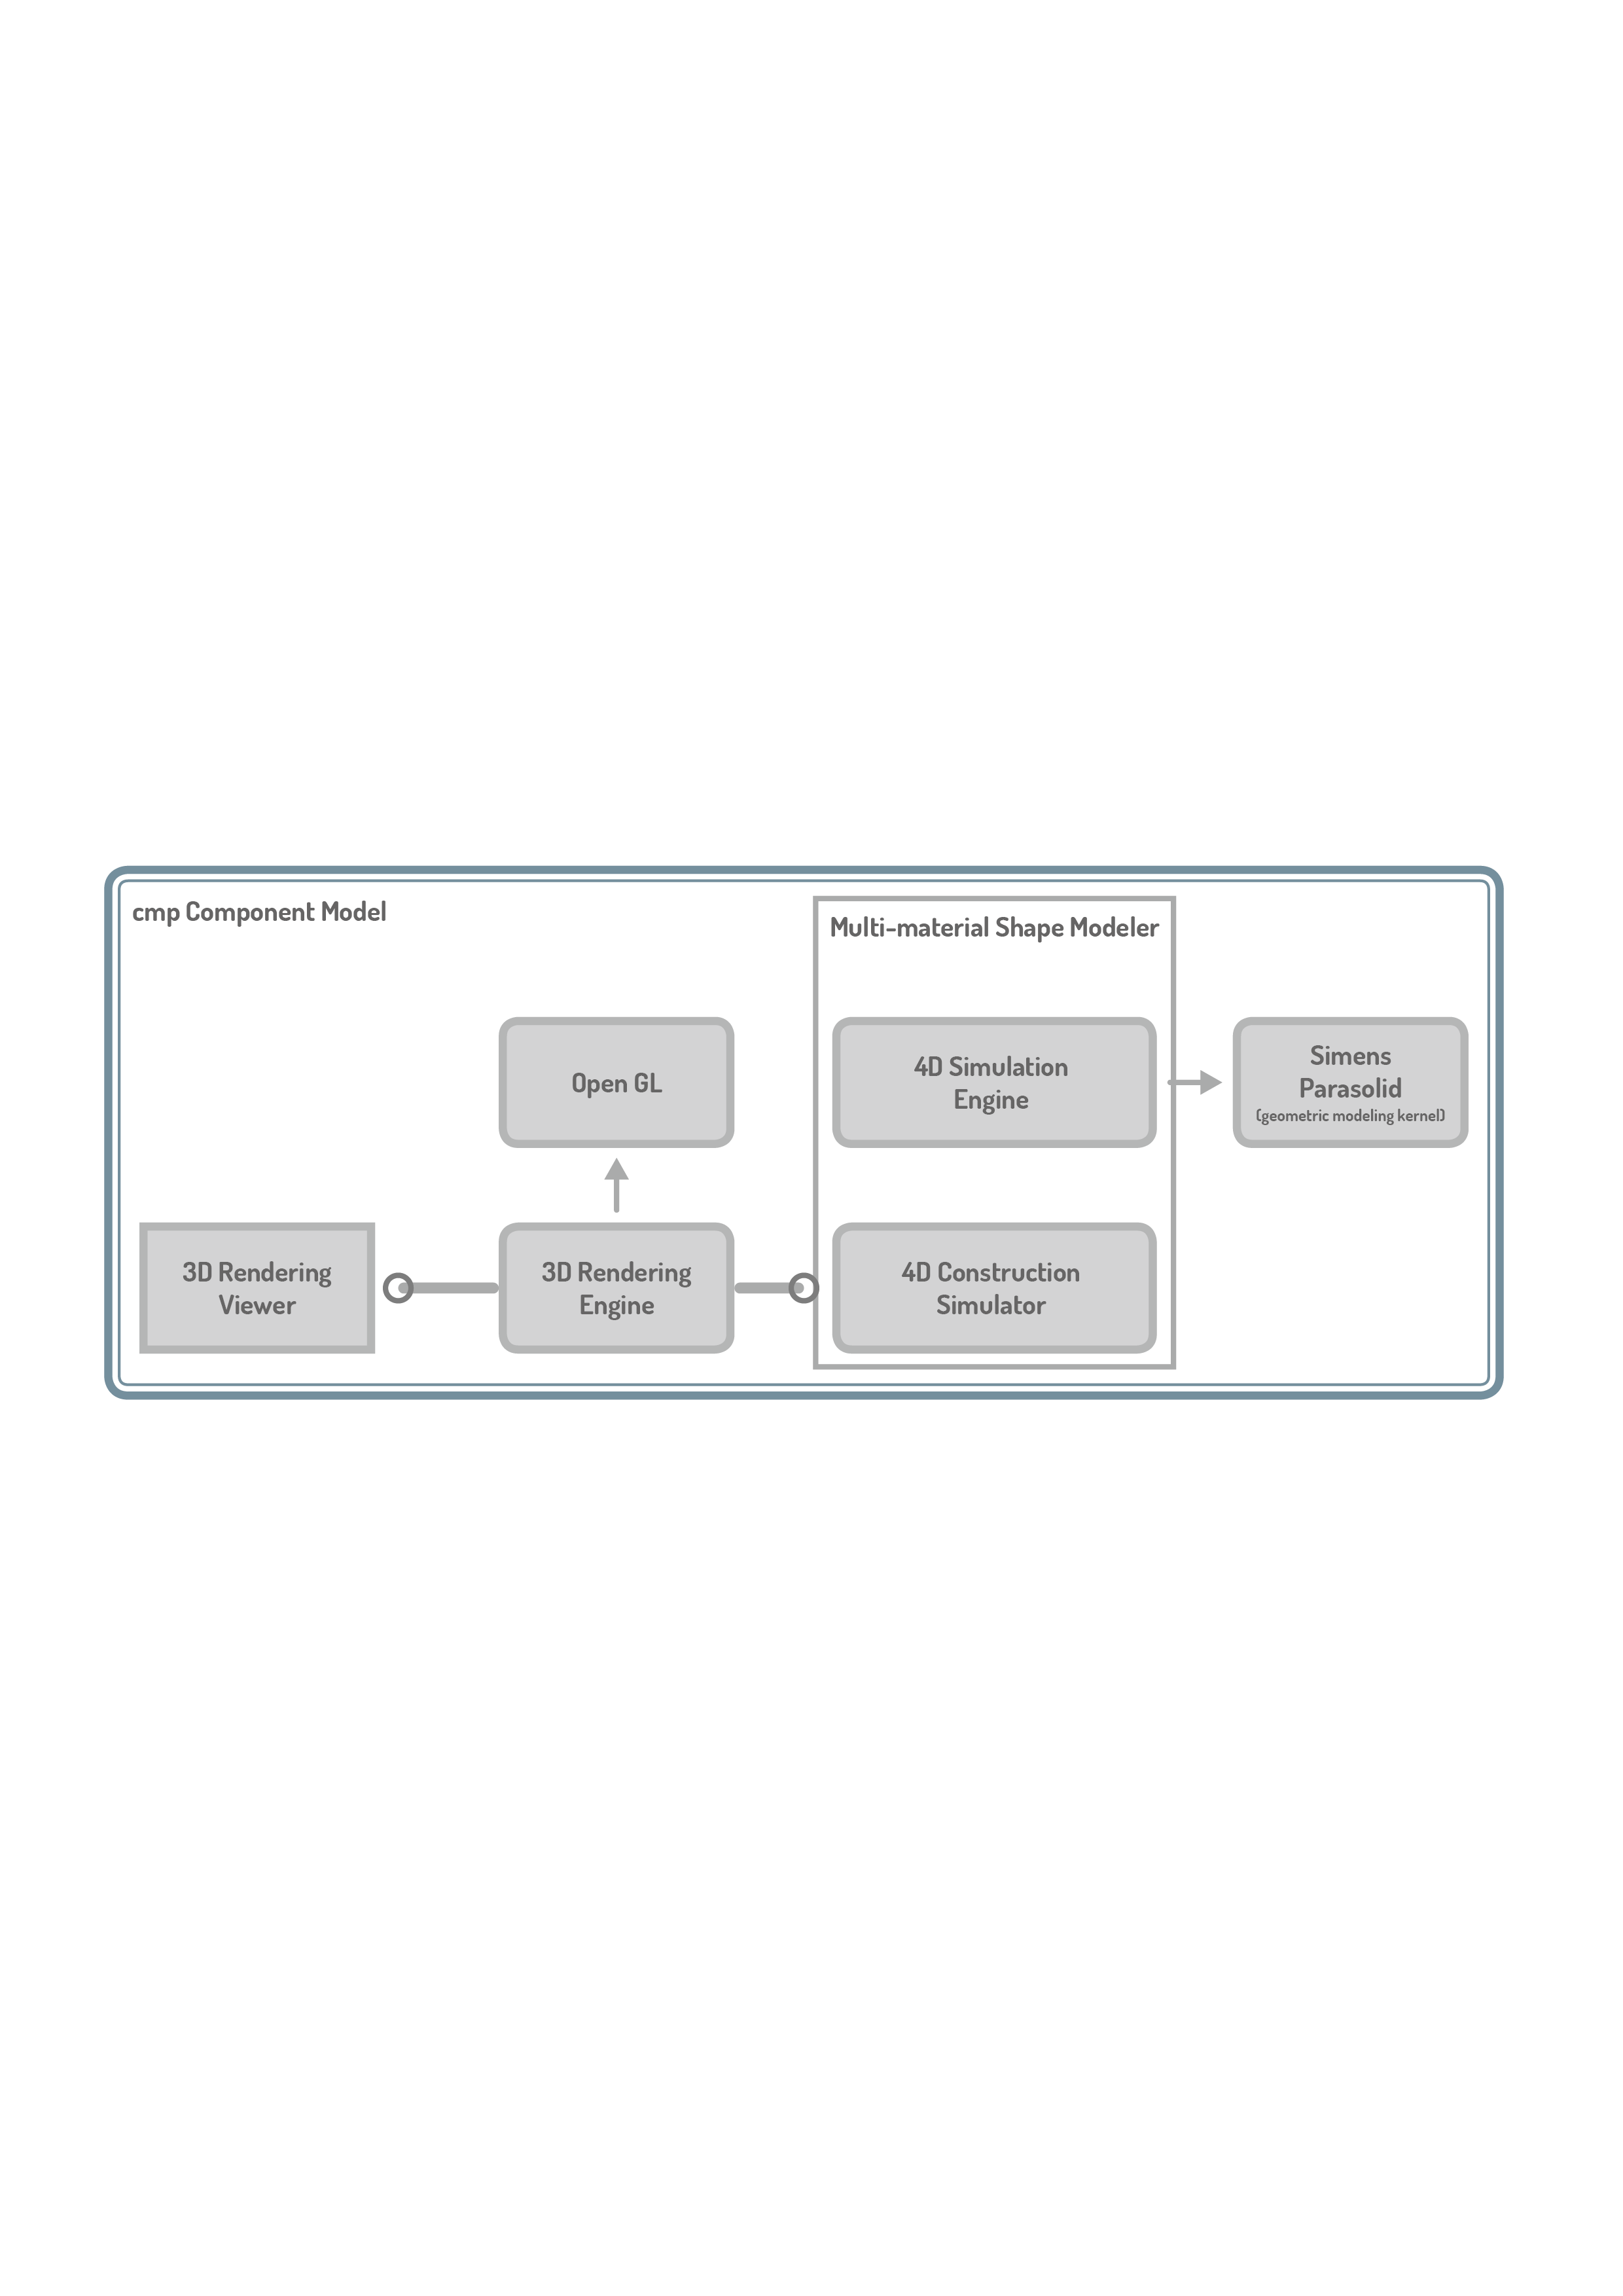 cmp Component Model
Multi-material Shape Modeler
Open GL
4D Simulation
Engine
Simens
Parasolid
(geometric modeling kernel)
3D Rendering
Viewer
3D Rendering
Engine
4D Construction
Simulator